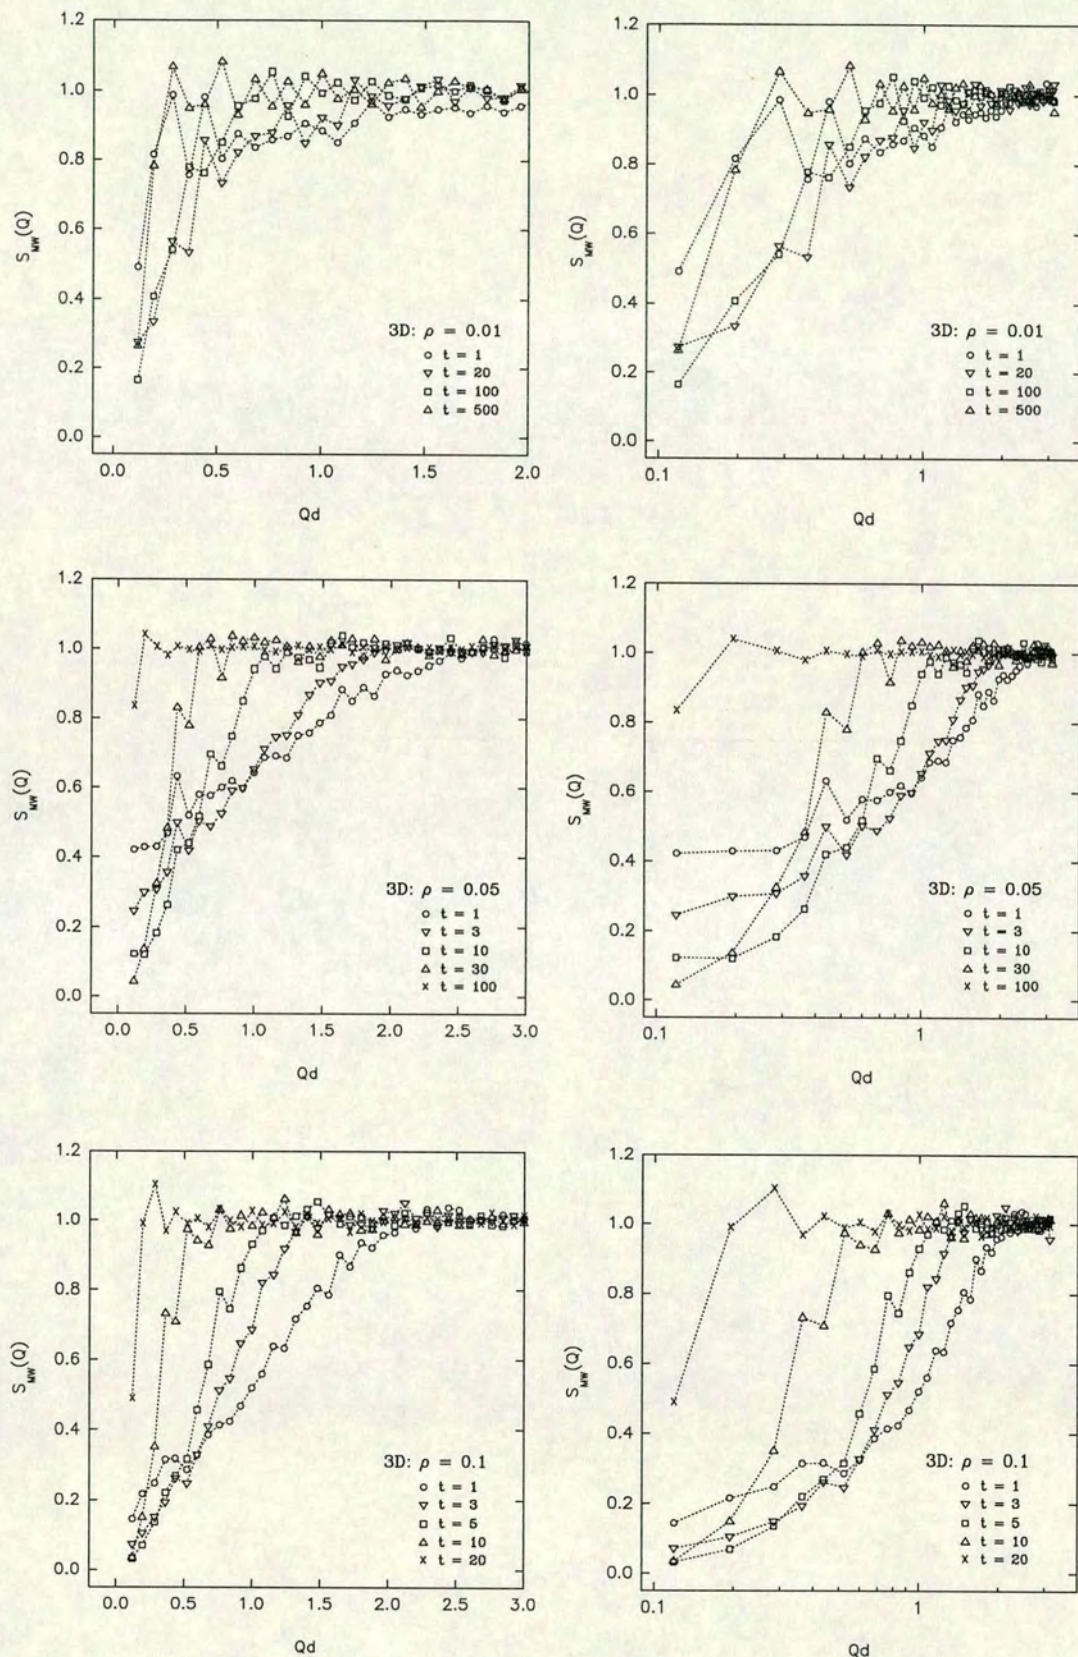 1.2
1.0
0.8
0.6
0.4
0.2
0.0
S_MW(Q)
3D: ρ = 0.01
○ t = 1
▽ t = 20
□ t = 100
△ t = 500
0.0 0.5 1.0 1.5 2.0
Qd
1.2
1.0
0.8
0.6
0.4
0.2
0.0
S_MW(Q)
3D: ρ = 0.01
○ t = 1
▽ t = 20
□ t = 100
△ t = 500
0.1 1
Qd
1.2
1.0
0.8
0.6
0.4
0.2
0.0
S_MW(Q)
3D: ρ = 0.05
○ t = 1
▽ t = 3
□ t = 10
△ t = 30
× t = 100
0.0 0.5 1.0 1.5 2.0 2.5 3.0
Qd
1.2
1.0
0.8
0.6
0.4
0.2
0.0
S_MW(Q)
3D: ρ = 0.05
○ t = 1
▽ t = 3
□ t = 10
△ t = 30
× t = 100
0.1 1
Qd
1.2
1.0
0.8
0.6
0.4
0.2
0.0
S_MW(Q)
3D: ρ = 0.1
○ t = 1
▽ t = 3
□ t = 5
△ t = 10
× t = 20
0.0 0.5 1.0 1.5 2.0 2.5 3.0
Qd
1.2
1.0
0.8
0.6
0.4
0.2
0.0
S_MW(Q)
3D: ρ = 0.1
○ t = 1
▽ t = 3
□ t = 5
△ t = 10
× t = 20
0.1 1
Qd